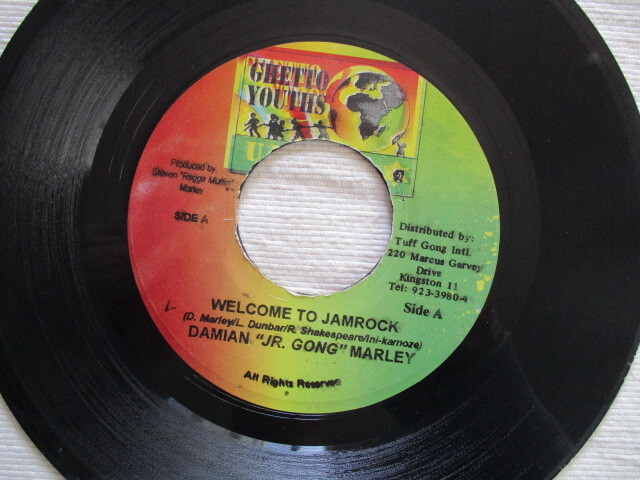 GHETTO
YOUTHS
Produced by
Steven "Ragga Muffin"
Marley
SIDE A
Distributed by:
Tuff Gong Intl.
220 Marcus Garvey
Drive
Kingston 11
Tel: 923-3980-4
Side A
WELCOME TO JAMROCK
(D. Marley/L. Dunbar/R. Shakespeare/Ini-kamoze)
DAMIAN "JR. GONG" MARLEY
All Rights Reserved